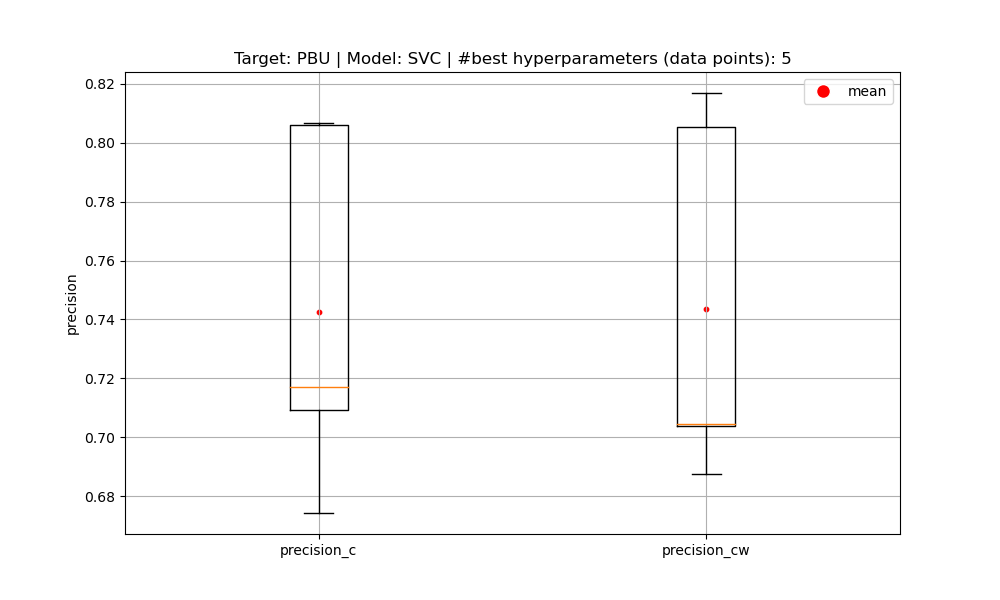 Target: PBU | Model: SVC | #best hyperparameters (data points): 5
mean
0.82
0.80
0.78
0.76
0.74
0.72
0.70
0.68
precision
precision_c
precision_cw